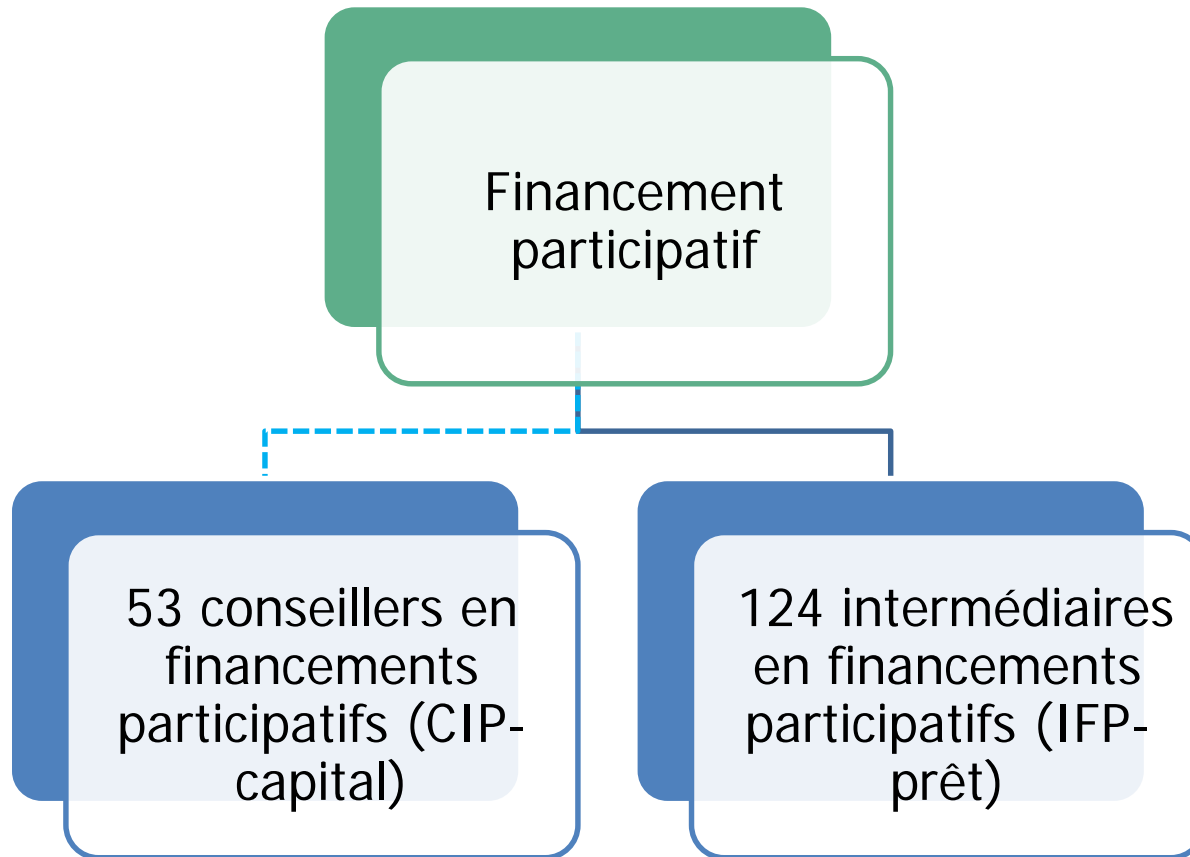 Financement
participatif
53 conseillers en
financements
participatifs (CIP-
capital)
124 intermédiaires
en financements
participatifs (IFP-
prêt)